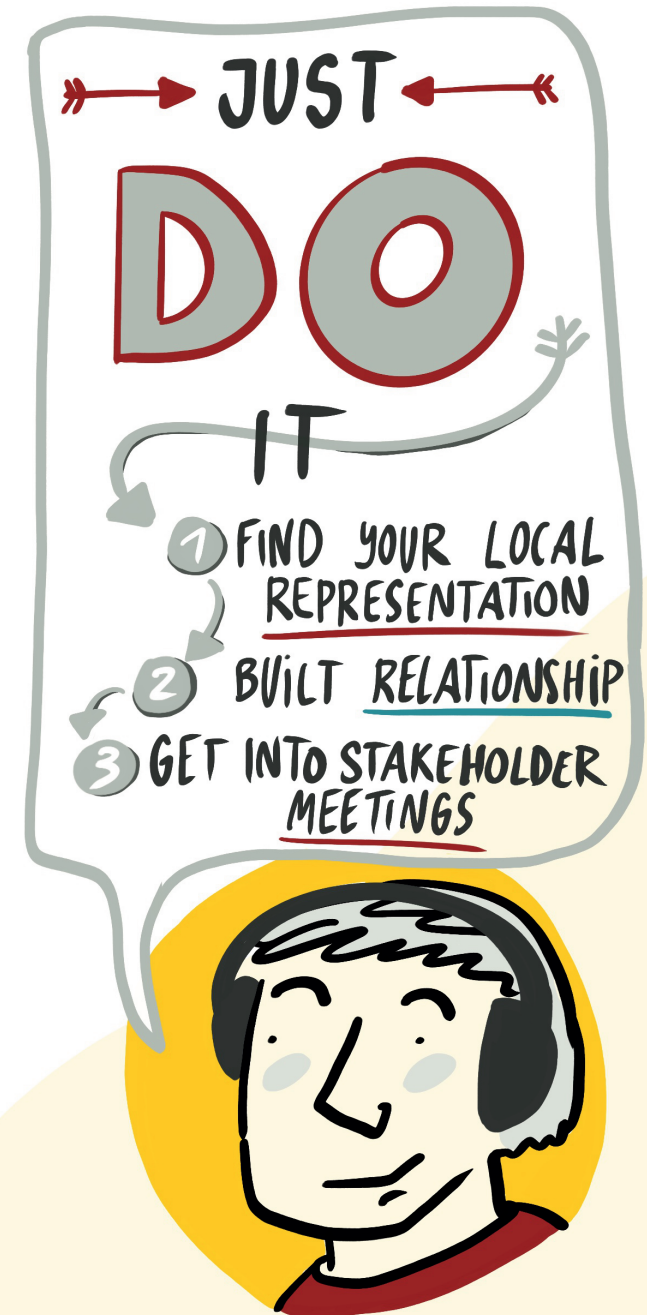 JUST
DO
IT
1 FIND YOUR LOCAL
REPRESENTATION
2 BUILT RELATIONSHIP
3 GET INTO STAKEHOLDER
MEETINGS